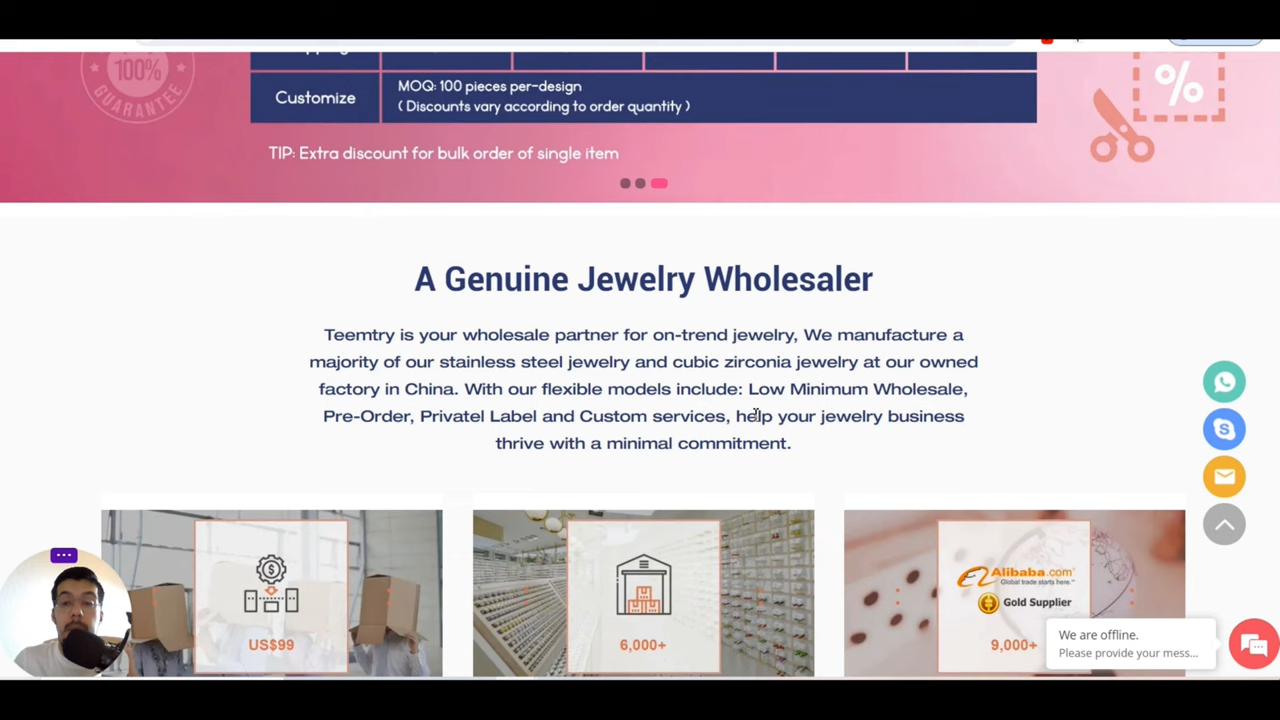 100%
GUARANTEE
Customize
MOQ: 100 pieces per-design
( Discounts vary according to order quantity )
%
TIP: Extra discount for bulk order of single item
A Genuine Jewelry Wholesaler
Teemtry is your wholesale partner for on-trend jewelry, We manufacture a
majority of our stainless steel jewelry and cubic zirconia jewelry at our owned
factory in China. With our flexible models include: Low Minimum Wholesale,
Pre-Order, Privatel Label and Custom services, help your jewelry business
thrive with a minimal commitment.
$
US$99
6,000+
Alibaba.com
Global trade starts here.™
Gold Supplier
9,000+
We are offline.
Please provide your mess...